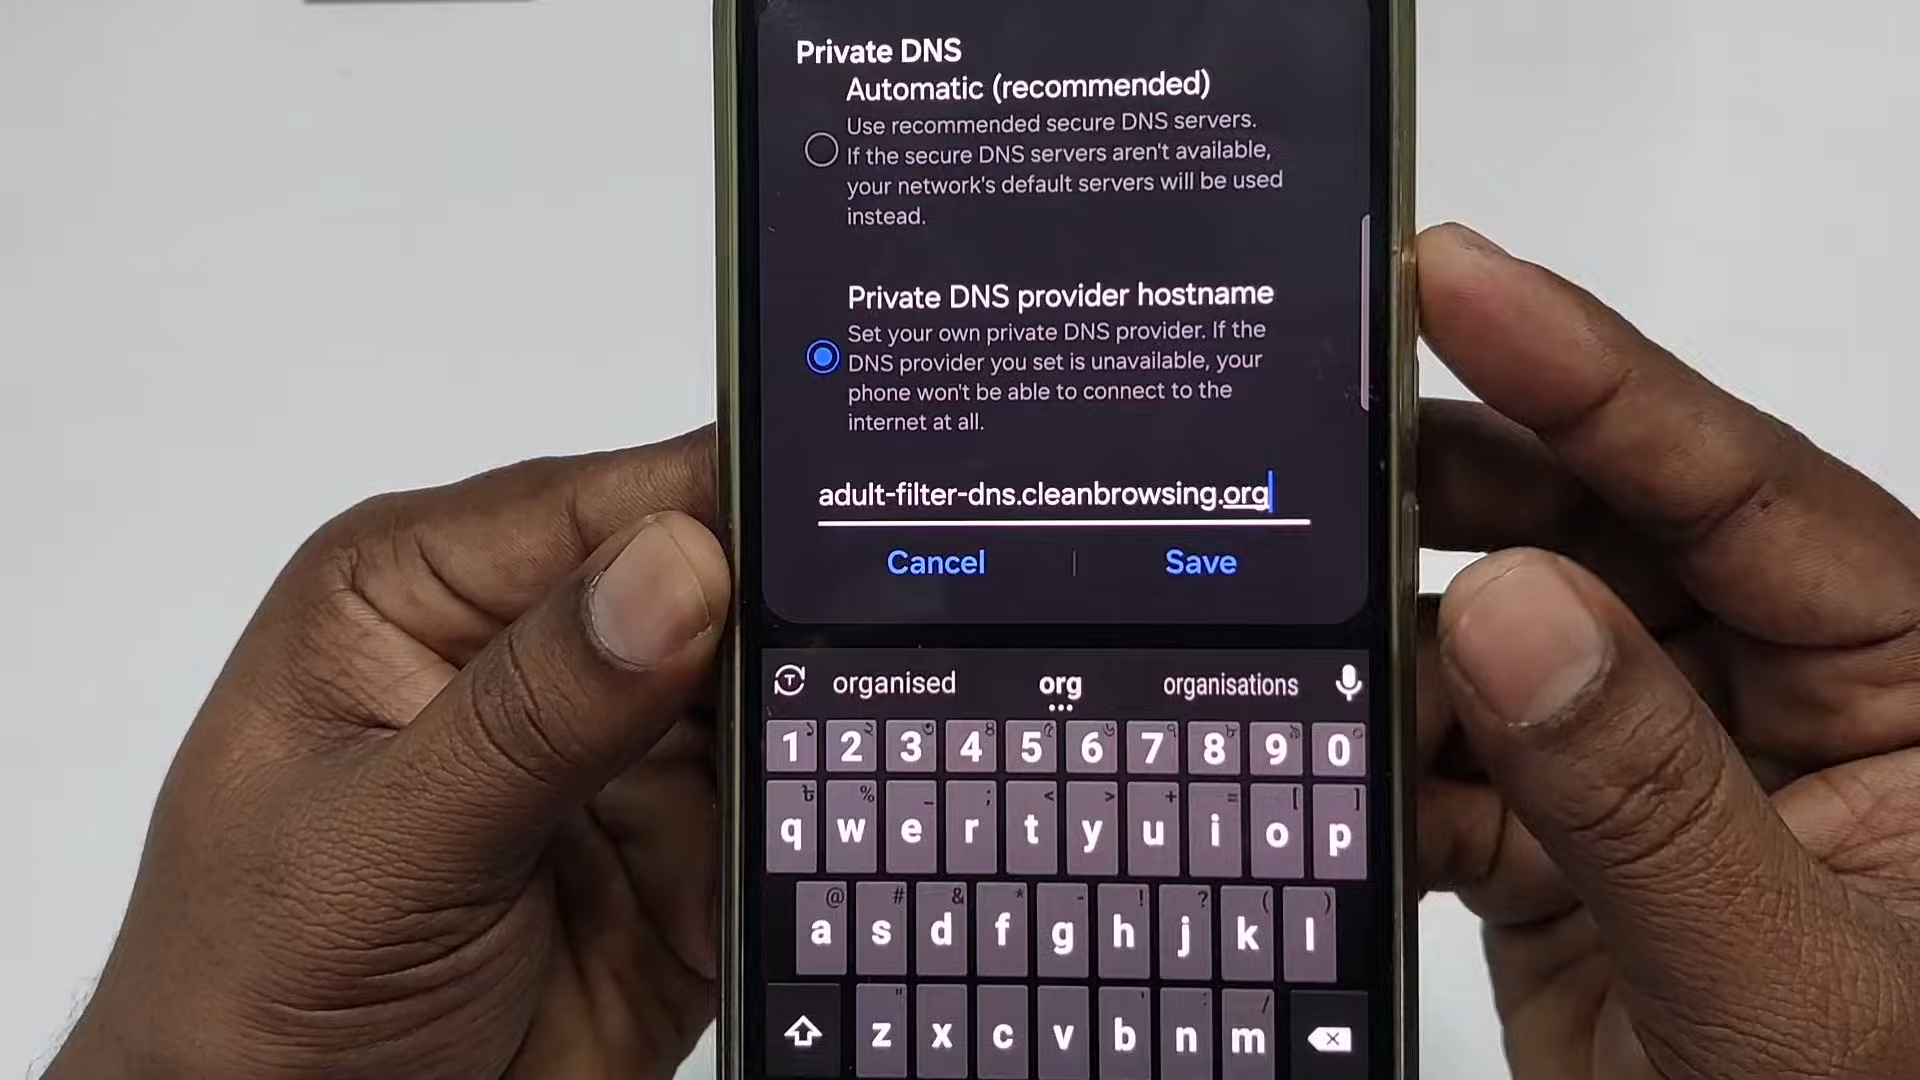 Private DNS
Automatic (recommended)
Use recommended secure DNS servers.
If the secure DNS servers aren't available,
your network's default servers will be used
instead.
Private DNS provider hostname
Set your own private DNS provider. If the
DNS provider you set is unavailable, your
phone won't be able to connect to the
internet at all.
adult-filter-dns.cleanbrowsing.org
Cancel | Save
T organised org organisations
1 2 3 4 5 6 7 8 9 0
q w e r t y u i o p
@ # & * - ! ? ( )
a s d f g h j k l
z x c v b n m